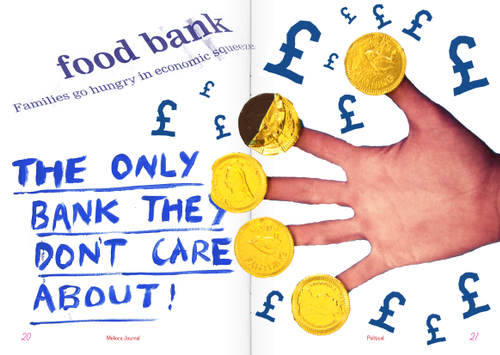 food bank
Families go hungry in economic squeeze
£
£
£
£
£
£
£
£
£
£
THE ONLY
BANK THEY
DON'T CARE
ABOUT!
£
£
£
£
20
Meliora Journal
Political
21